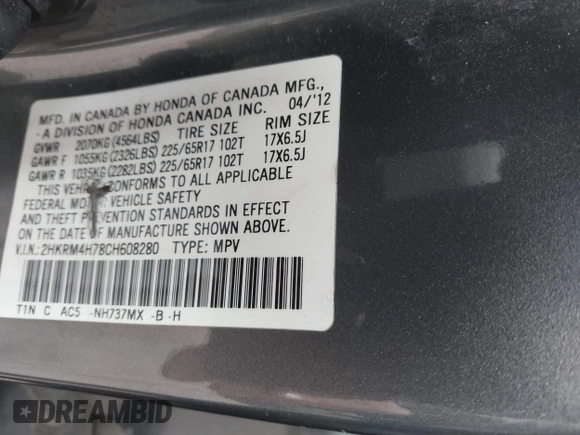 MFD. IN CANADA BY HONDA OF CANADA MFG.,
-A DIVISION OF HONDA CANADA INC. 04/'12
TIRE SIZE RIM SIZE
GVWR 2070KG(4564LBS)
GAWR F 1055KG(2326LBS) 225/65R17 102T 17X6.5J
GAWR R 1035KG(2282LBS) 225/65R17 102T 17X6.5J
THIS VEHICLE CONFORMS TO ALL APPLICABLE
FEDERAL MOTOR VEHICLE SAFETY
AND THEFT PREVENTION STANDARDS IN EFFECT
ON THE DATE OF MANUFACTURE SHOWN ABOVE.
V.I.N.:2HKRM4H78CH608280 TYPE: MPV
T1N C AC5 -NH737MX -B -H
DREAMBID